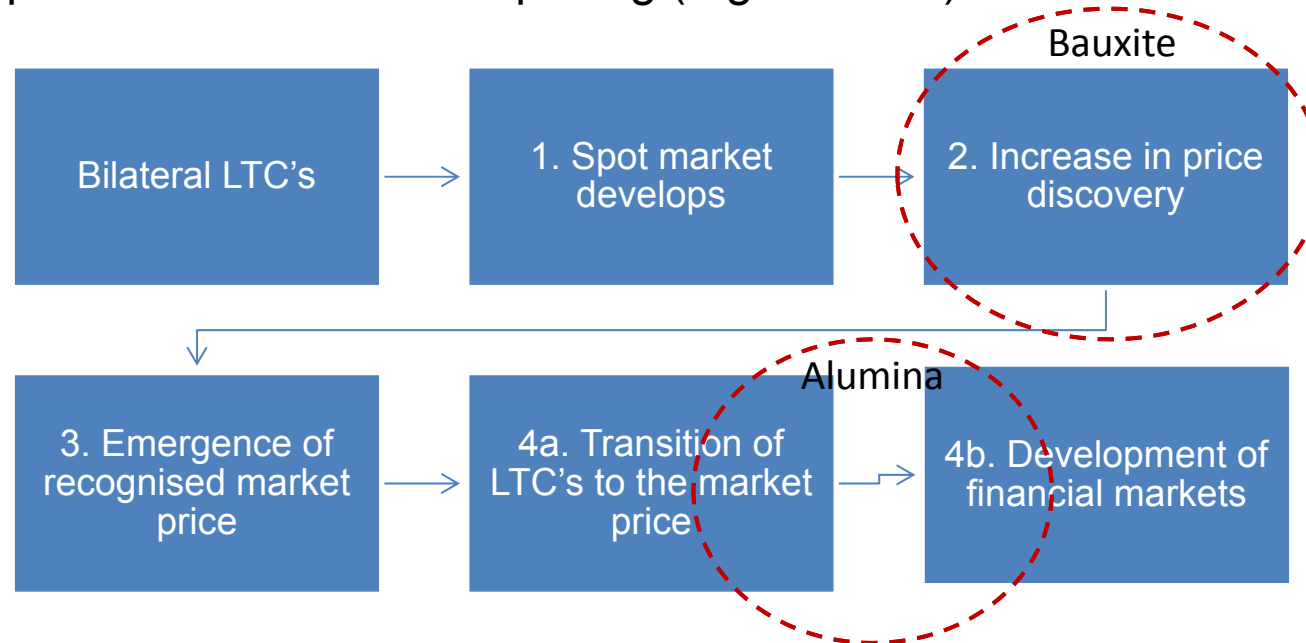 Bauxite
Bilateral LTC's
1. Spot market
develops
2. Increase in price
discovery
Alumina
3. Emergence of
recognised market
price
4a. Transition of
LTC's to the market
price
4b. Development of
financial markets